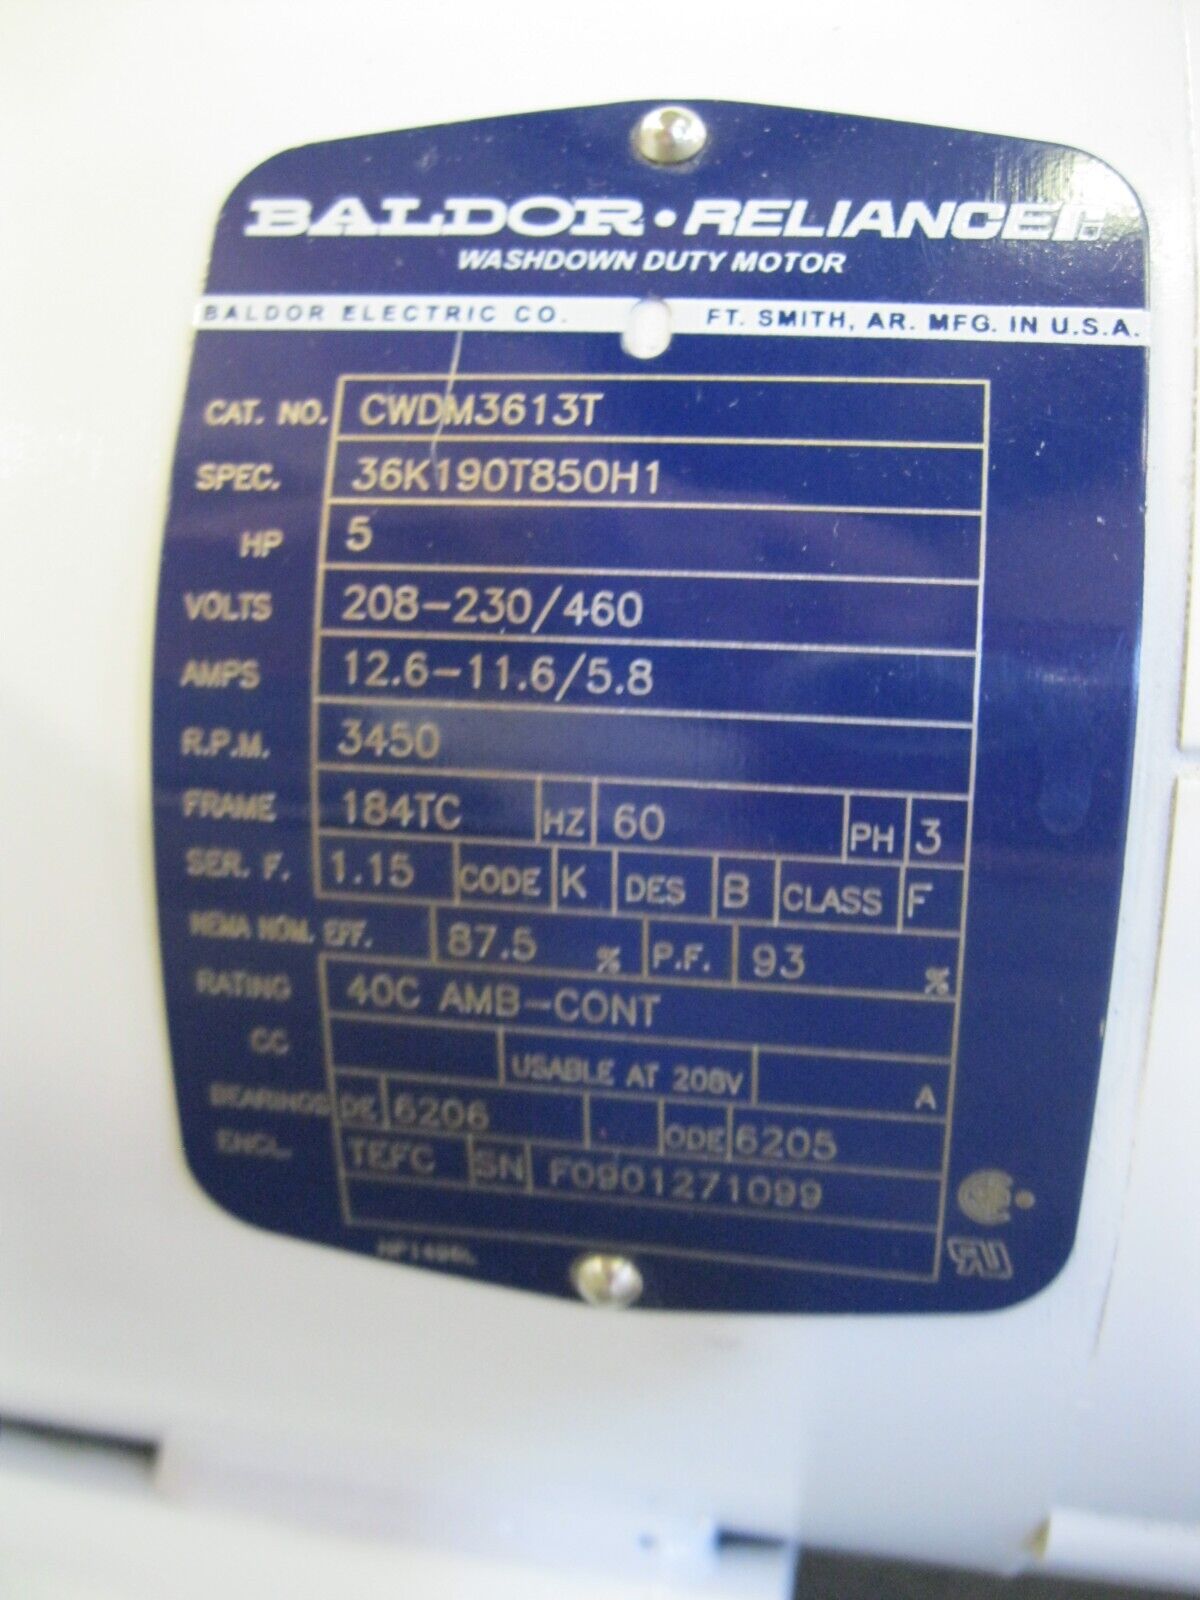 BALDOR • RELIANCER
WASHDOWN DUTY MOTOR
BALDOR ELECTRIC CO. FT. SMITH, AR. MFG. IN U.S.A.
CAT. NO. CWDM3613T
SPEC. 36K190T850H1
HP 5
VOLTS 208-230/460
AMPS 12.6-11.6/5.8
R.P.M. 3450
FRAME 184TC HZ 60 PH 3
SER. F. 1.15 CODE K DES B CLASS F
NEMA NOM. EFF. 87.5 % P.F. 93 %
RATING 40C AMB-CONT
CC USABLE AT 208V A
BEARINGS DE 6206 ODE 6205
ENCL. TEFC SN F0901271099